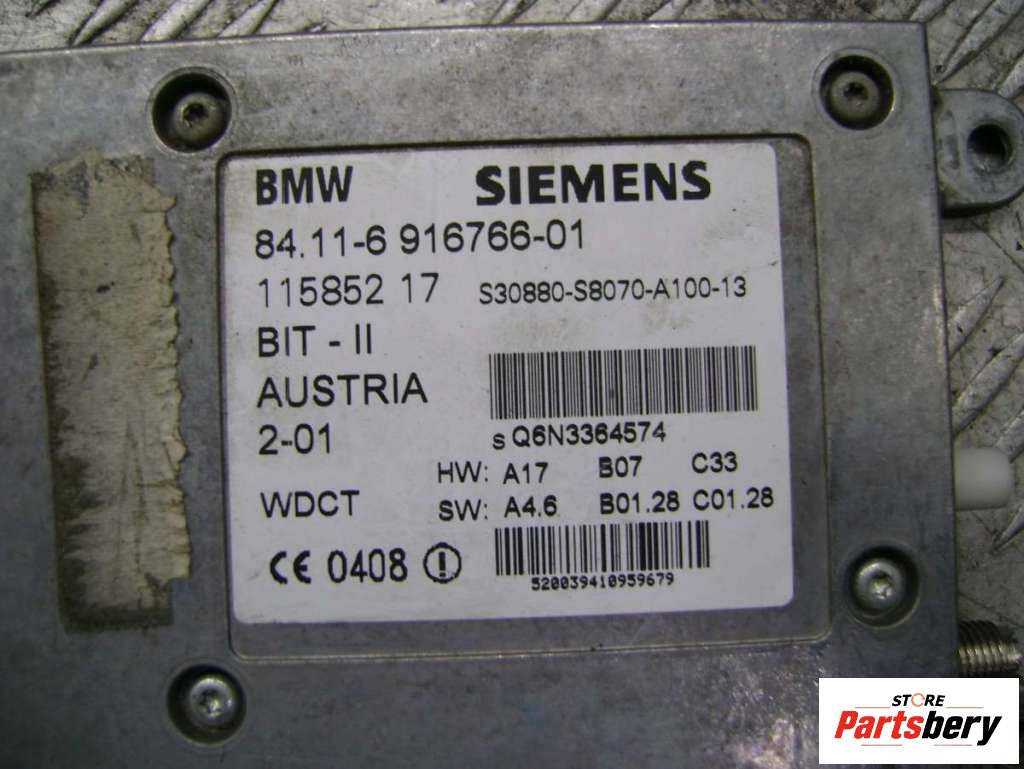 BMW SIEMENS
84.11-6 916766-01
115852 17 S30880-S8070-A100-13
BIT - II
AUSTRIA
2-01
s Q6N3364574
HW: A17 B07 C33
WDCT SW: A4.6 B01.28 C01.28
CE 0408 !
520039410959679
STORE
Partsbery